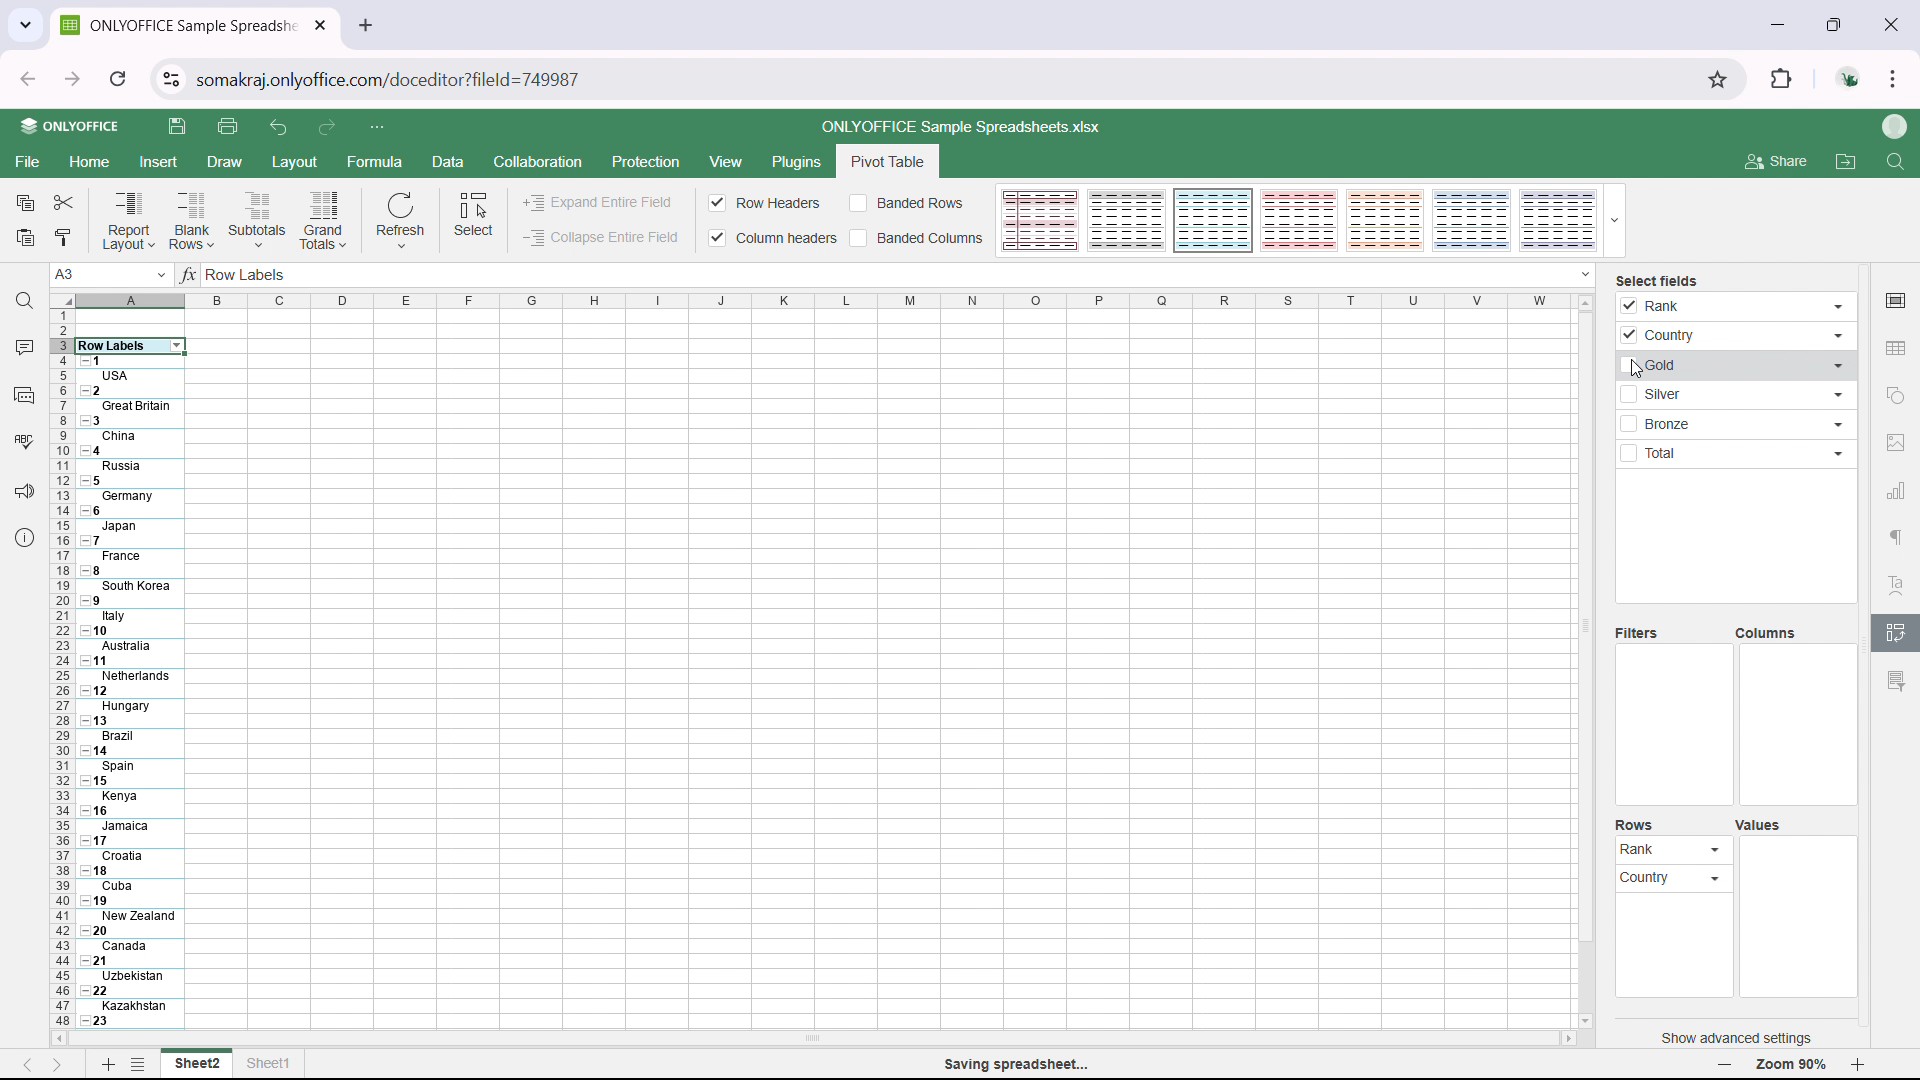 ONLYOFFICE Sample Spreadshe
somakraj.onlyoffice.com/doceditor?fileId=749987
ONLYOFFICE
ONLYOFFICE Sample Spreadsheets.xlsx
File Home Insert Draw Layout Formula Data Collaboration Protection View Plugins Pivot Table Share
Report Layout Blank Rows Subtotals Grand Totals Refresh Select
Expand Entire Field
Collapse Entire Field
Row Headers Banded Rows
Column headers Banded Columns
A3 fx Row Labels
A B C D E F G H I J K L M N O P Q R S T U V W
1
2
3 Row Labels
4 1
5 USA
6 2
7 Great Britain
8 3
9 China
10 4
11 Russia
12 5
13 Germany
14 6
15 Japan
16 7
17 France
18 8
19 South Korea
20 9
21 Italy
22 10
23 Australia
24 11
25 Netherlands
26 12
27 Hungary
28 13
29 Brazil
30 14
31 Spain
32 15
33 Kenya
34 16
35 Jamaica
36 17
37 Croatia
38 18
39 Cuba
40 19
41 New Zealand
42 20
43 Canada
44 21
45 Uzbekistan
46 22
47 Kazakhstan
48 23
Select fields
Rank
Country
Gold
Silver
Bronze
Total
Filters Columns
Rows Values
Rank
Country
Show advanced settings
Sheet2 Sheet1 Saving spreadsheet... Zoom 90%